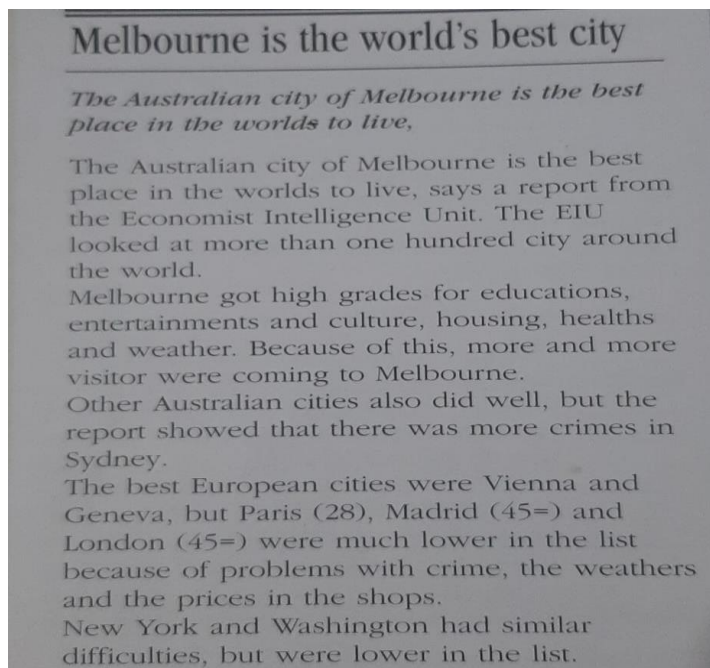 Melbourne is the world's best city
The Australian city of Melbourne is the best
place in the worlds to live,
The Australian city of Melbourne is the best
place in the worlds to live, says a report from
the Economist Intelligence Unit. The EIU
looked at more than one hundred city around
the world.
Melbourne got high grades for educations,
entertainments and culture, housing, healths
and weather. Because of this, more and more
visitor were coming to Melbourne.
Other Australian cities also did well, but the
report showed that there was more crimes in
Sydney.
The best European cities were Vienna and
Geneva, but Paris (28), Madrid (45=) and
London (45=) were much lower in the list
because of problems with crime, the weathers
and the prices in the shops.
New York and Washington had similar
difficulties, but were lower in the list.